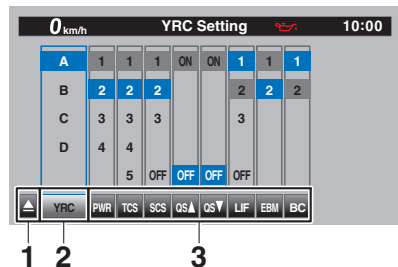 0 km/h YRC Setting 10:00
A 1 1 1 ON ON 1 1 1
B 2 2 2 2 2 2
C 3 3 3 3
D 4 4
5 OFF OFF OFF OFF
YRC PWR TCS SCS QS▲ QS▼ LIF EBM BC
1 2 3